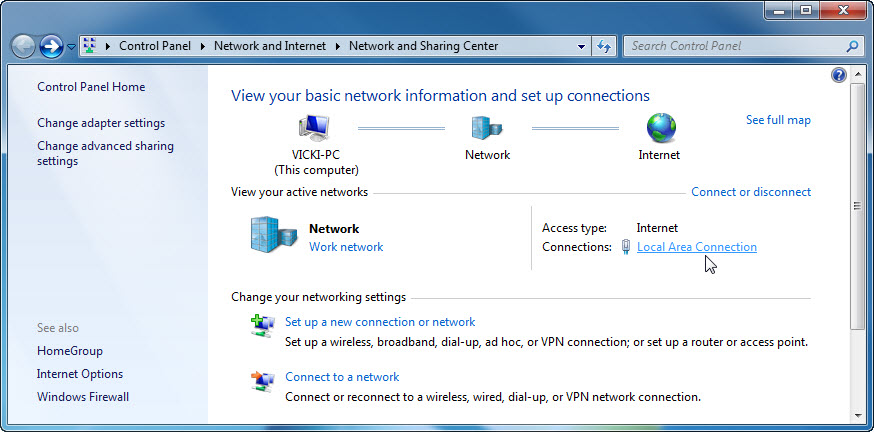 Control Panel Network and Internet Network and Sharing Center Search Control Panel
Control Panel Home
Change adapter settings
Change advanced sharing
settings
See also
HomeGroup
Internet Options
Windows Firewall
View your basic network information and set up connections
See full map
VICKI-PC Network Internet
(This computer)
View your active networks Connect or disconnect
Network
Work network
Access type: Internet
Connections: Local Area Connection
Change your networking settings
Set up a new connection or network
Set up a wireless, broadband, dial-up, ad hoc, or VPN connection; or set up a router or access point.
Connect to a network
Connect or reconnect to a wireless, wired, dial-up, or VPN network connection.